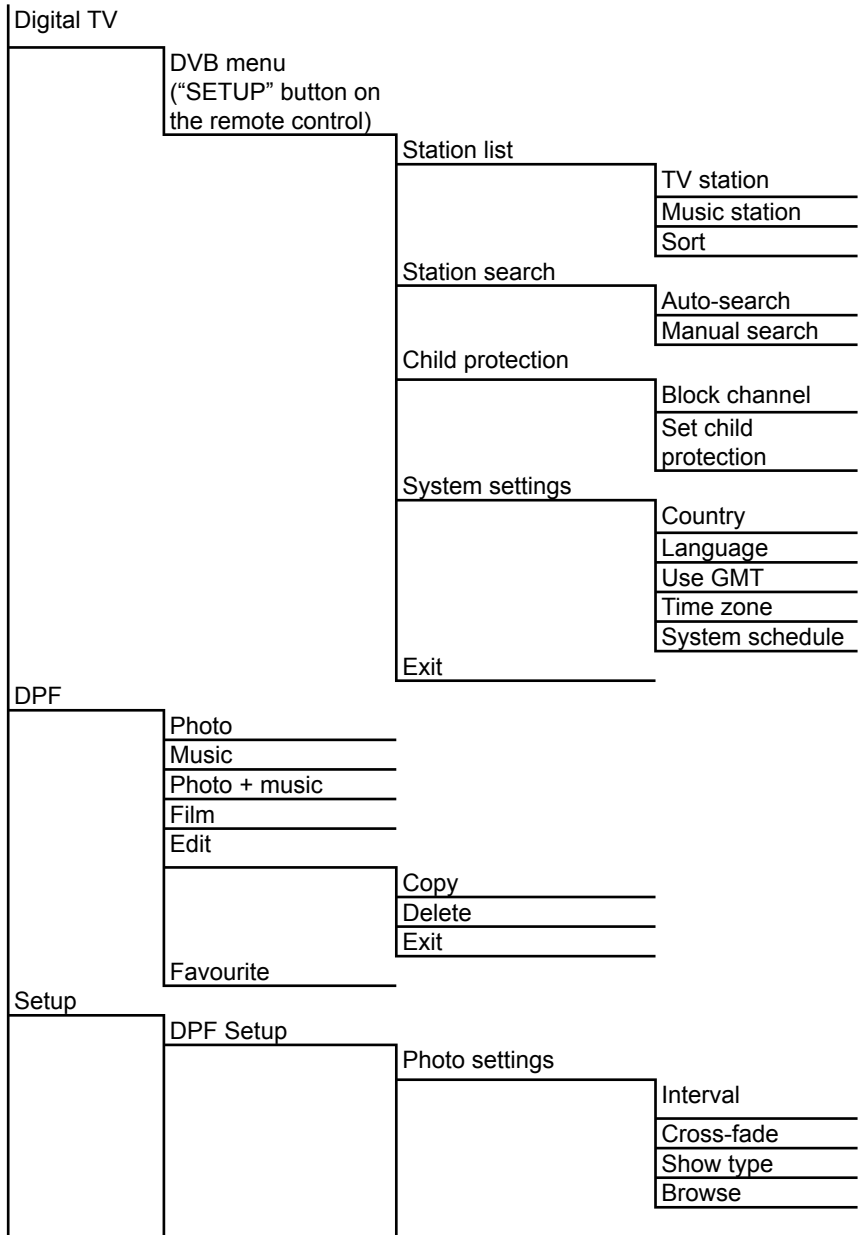 Digital TV
DVB menu
(“SETUP” button on
the remote control)
Station list
TV station
Music station
Sort
Station search
Auto-search
Manual search
Child protection
Block channel
Set child
protection
System settings
Country
Language
Use GMT
Time zone
System schedule
Exit
DPF
Photo
Music
Photo + music
Film
Edit
Copy
Delete
Exit
Favourite
Setup
DPF Setup
Photo settings
Interval
Cross-fade
Show type
Browse